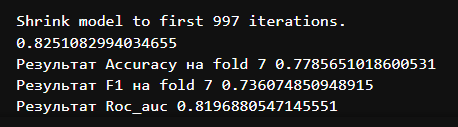 Shrink model to first 997 iterations.
0.8251082994034655
Результат Accuracy на fold 7 0.7785651018600531
Результат F1 на fold 7 0.736074850948915
Результат Roc_auc 0.8196880547145551